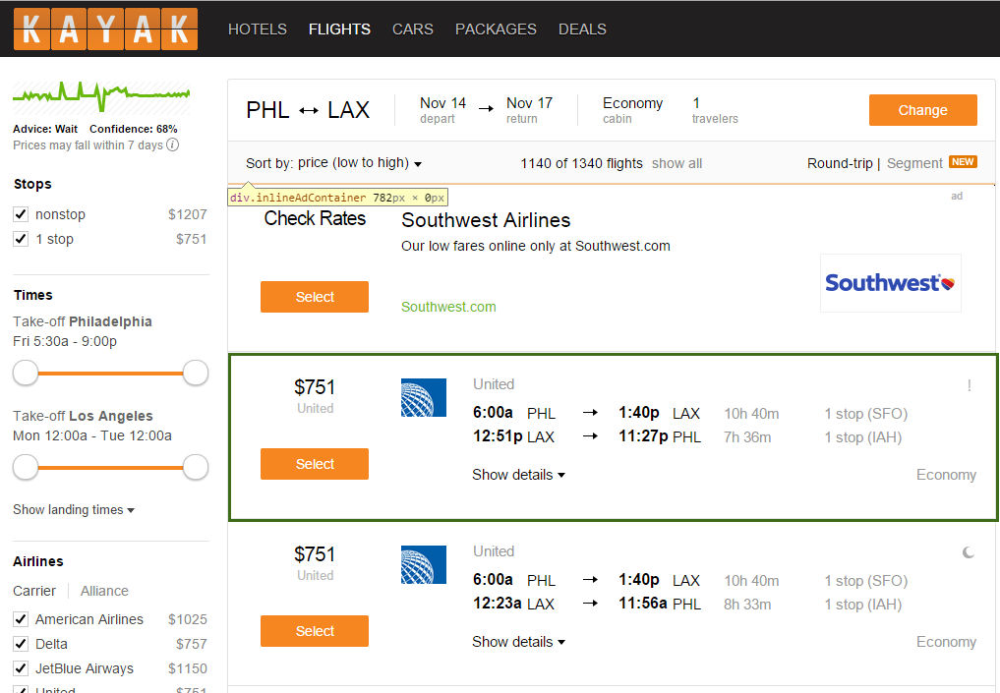 KAYAK HOTELS FLIGHTS CARS PACKAGES DEALS
Advice: Wait Confidence: 68%
Prices may fall within 7 days i
Stops
nonstop $1207
1 stop $751
Times
Take-off Philadelphia
Fri 5:30a - 9:00p
Take-off Los Angeles
Mon 12:00a - Tue 12:00a
Show landing times
Airlines
Carrier | Alliance
American Airlines $1025
Delta $757
JetBlue Airways $1150
United $751
PHL ↔ LAX
Nov 14 → Nov 17
depart return
Economy 1
cabin travelers
Change
Sort by: price (low to high) 1140 of 1340 flights show all Round-trip | Segment NEW
div.inlineAdContainer 782px × 0px
ad
Check Rates
Select
Southwest Airlines
Our low fares online only at Southwest.com
Southwest.com
Southwest
$751
United
Select
United !
6:00a PHL → 1:40p LAX 10h 40m 1 stop (SFO)
12:51p LAX → 11:27p PHL 7h 36m 1 stop (IAH)
Show details Economy
$751
United
Select
United
6:00a PHL → 1:40p LAX 10h 40m 1 stop (SFO)
12:23a LAX → 11:56a PHL 8h 33m 1 stop (IAH)
Show details Economy